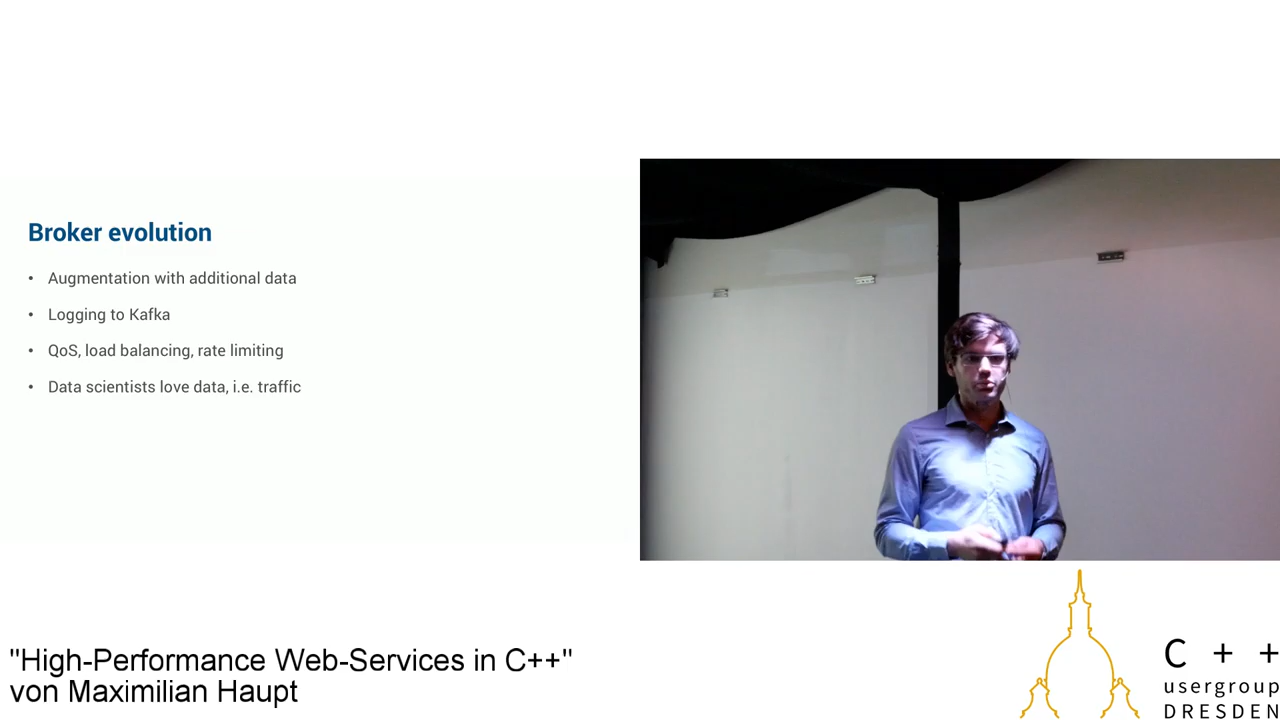 Broker evolution
• Augmentation with additional data
• Logging to Kafka
• QoS, load balancing, rate limiting
• Data scientists love data, i.e. traffic
"High-Performance Web-Services in C++"
von Maximilian Haupt
C + +
usergroup
DRESDEN